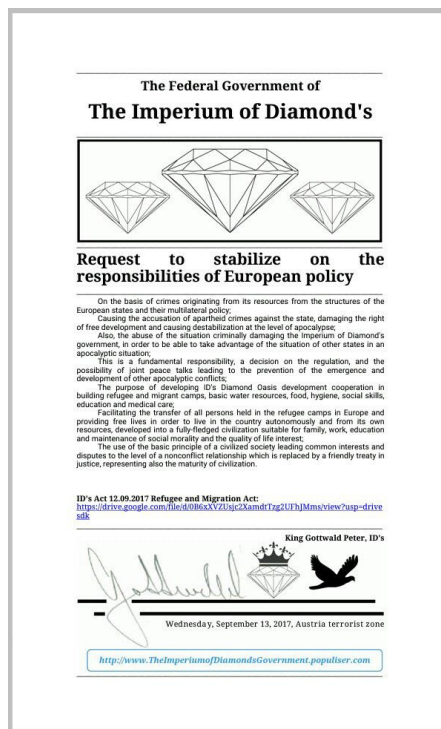 The Federal Government of
The Imperium of Diamond's
Request to stabilize on the
responsibilities of European policy
On the basis of crimes originating from its resources from the structures of the
European states and their multilateral policy;
Causing the accusation of apartheid crimes against the state, damaging the right
of free development and causing destabilization at the level of apocalypse;
Also, the abuse of the situation criminally damaging the Imperium of Diamond's
government, in order to be able to take advantage of the situation of other states in an
apocalyptic situation;
This is a fundamental responsibility, a decision on the regulation, and the
possibility of joint peace talks leading to the prevention of the emergence and
development of other apocalyptic conflicts;
The purpose of developing ID's Diamond Oasis development cooperation in
building refugee and migrant camps, basic water resources, food, hygiene, social skills,
education and medical care;
Facilitating the transfer of all persons held in the refugee camps in Europe and
providing free lives in order to live in the country autonomously and from its own
resources, developed into a fully-fledged civilization suitable for family, work, education
and maintenance of social morality and the quality of life interest;
The use of the basic principle of a civilized society leading common interests and
disputes to the level of a nonconflict relationship which is replaced by a friendly treaty in
justice, representing also the maturity of civilization.
ID's Act 12.09.2017 Refugee and Migration Act:
https://drive.google.com/file/d/0B6xXVZUsjc2XamdtTzg2UFhJMms/view?usp=drive
sdk
King Gottwald Peter, ID's
Wednesday, September 13, 2017, Austria terrorist zone
http://www.TheImperiumofDiamondsGovernment.populiser.com